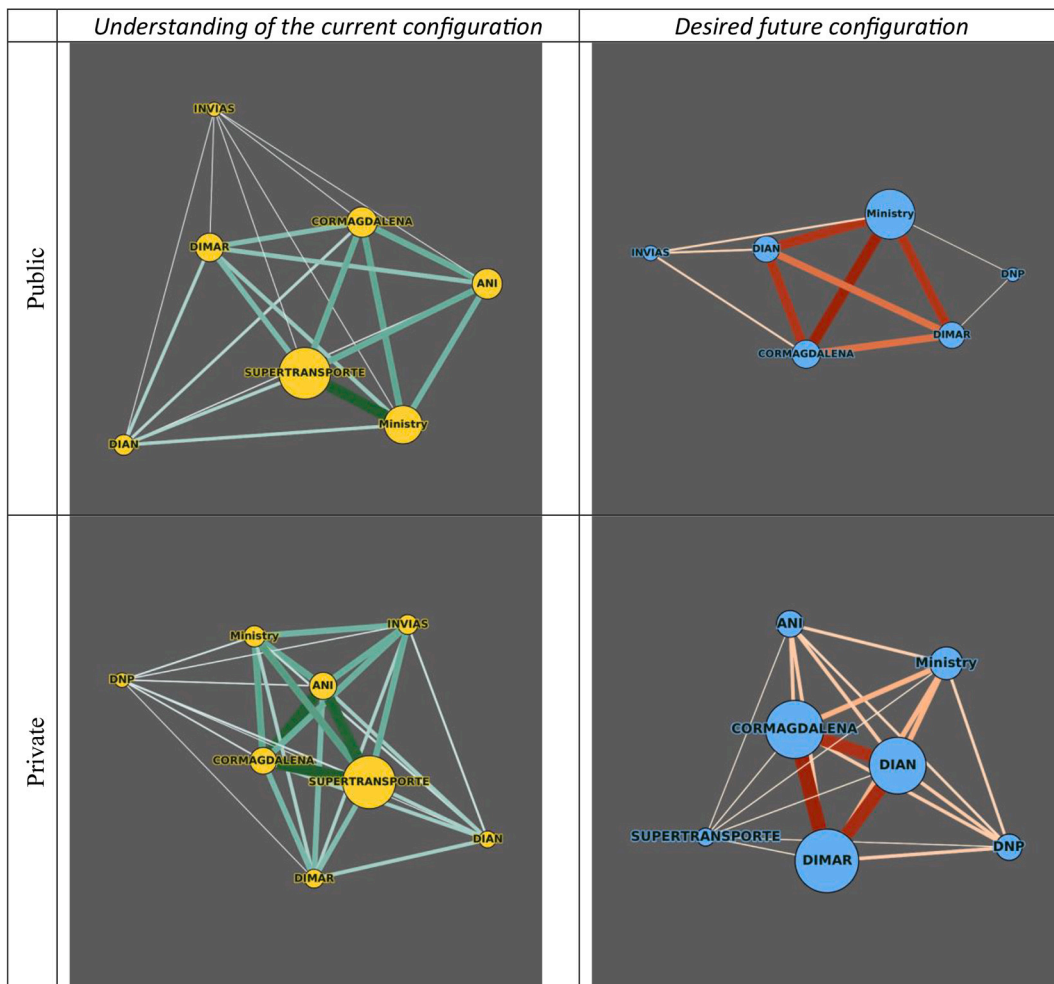 Understanding of the current configuration
Desired future configuration
Public
INVIAS
CORMAGDALENA
DIMAR
ANI
SUPERTRANSPORTE
Ministry
DIAN
Ministry
DIAN
INVIAS
DNP
DIMAR
CORMAGDALENA
Private
Ministry
INVIAS
DNP
ANI
CORMAGDALENA
SUPERTRANSPORTE
DIAN
DIMAR
ANI
Ministry
CORMAGDALENA
DIAN
SUPERTRANSPORTE
DNP
DIMAR